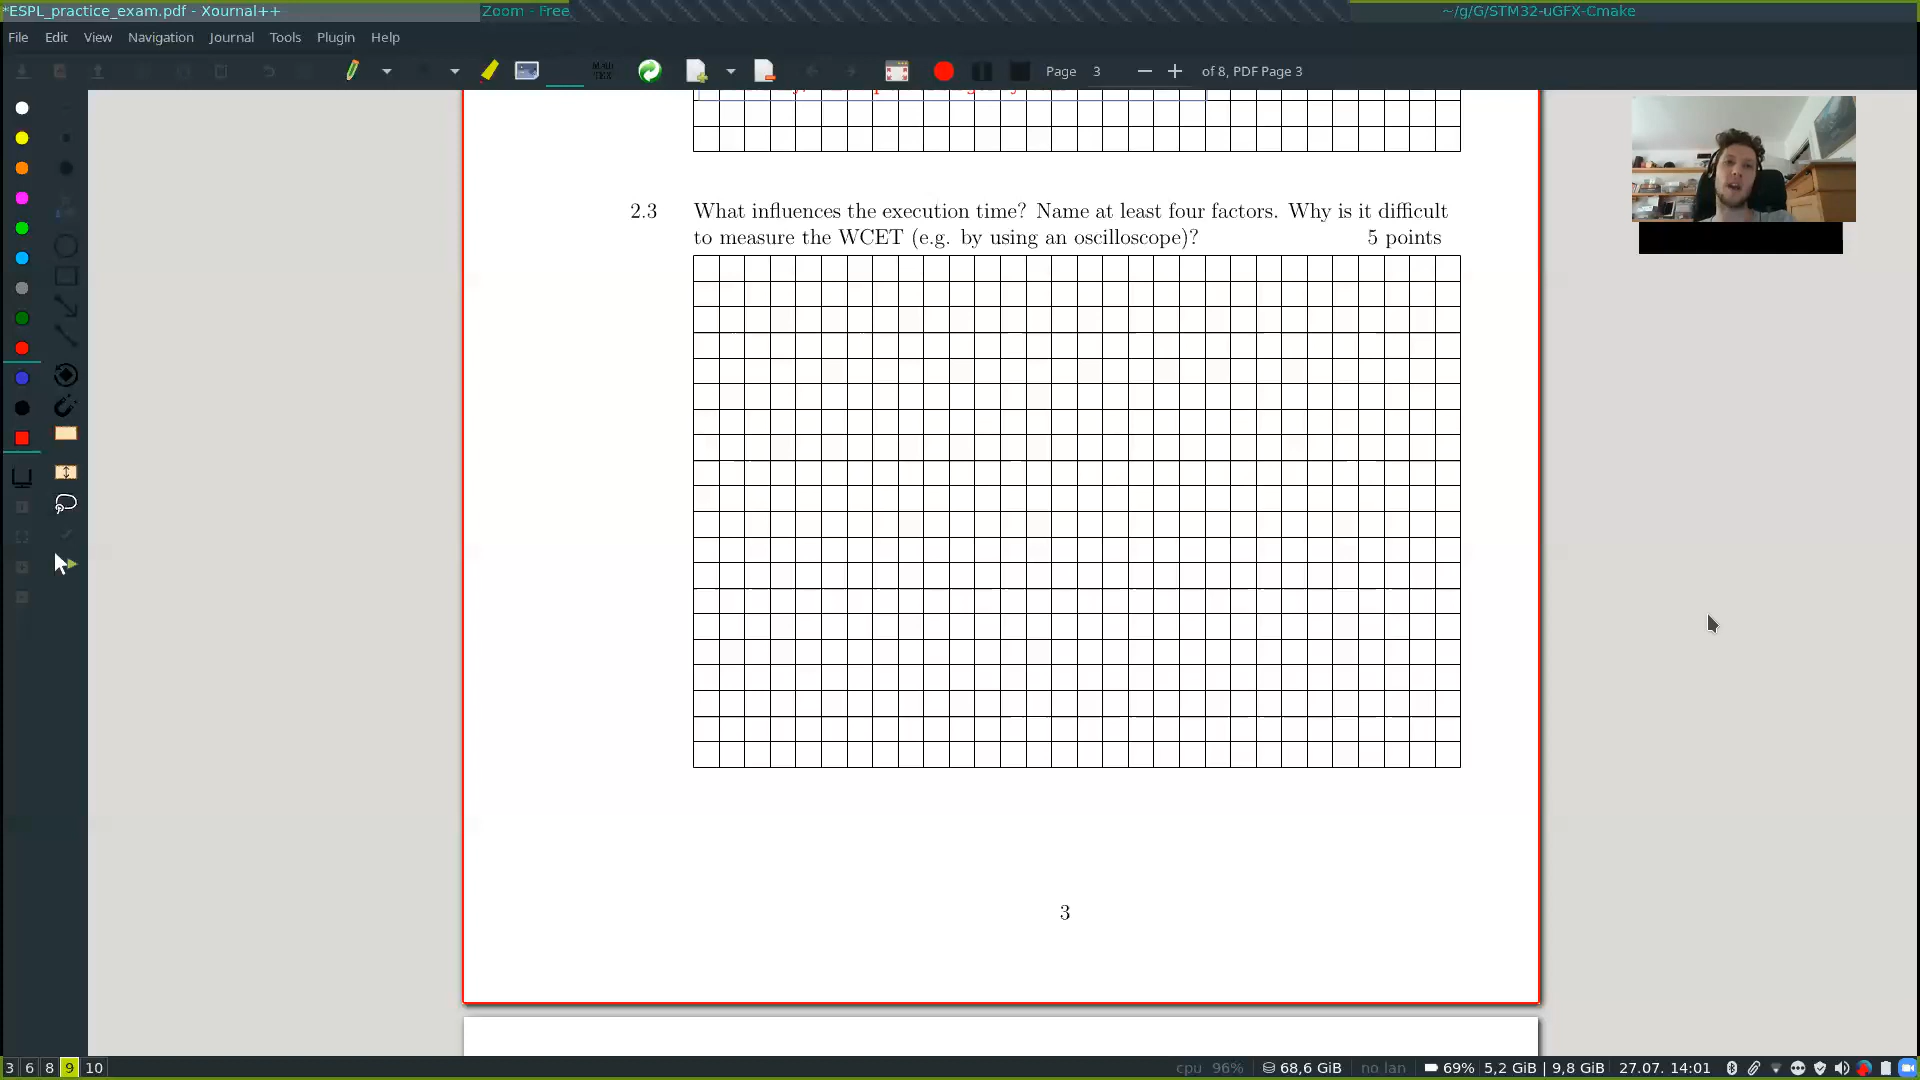 *ESPL_practice_exam.pdf - Xournal++
Zoom - Free
~/g/G/STM32-uGFX-Cmake
File Edit View Navigation Journal Tools Plugin Help
Page 3 of 8, PDF Page 3
2.3 What influences the execution time? Name at least four factors. Why is it difficult
to measure the WCET (e.g. by using an oscilloscope)? 5 points
3
3 6 8 9 10
cpu 96% 68,6 GiB no lan 69% 5,2 GiB | 9,8 GiB 27.07. 14:01